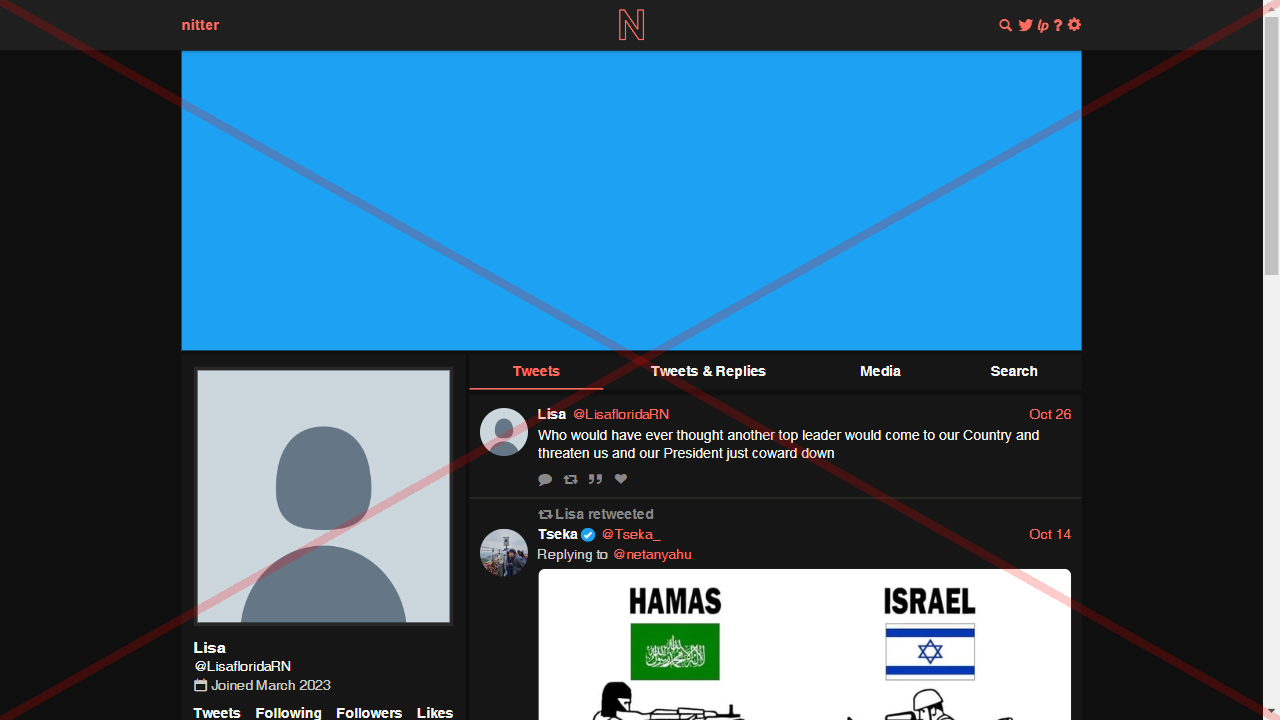 nitter
N
lp ?
Tweets Tweets & Replies Media Search
Lisa @LisafloridaRN Oct 26
Who would have ever thought another top leader would come to our Country and
threaten us and our President just coward down
Lisa retweeted
Tseka @Tseka_ Oct 14
Replying to @netanyahu
HAMAS ISRAEL
Lisa
@LisafloridaRN
Joined March 2023
Tweets Following Followers Likes